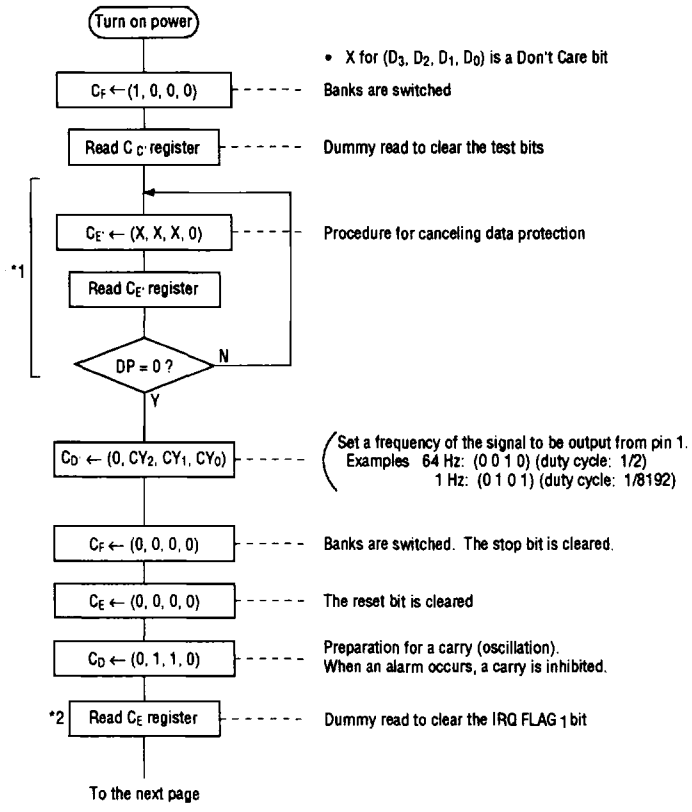 Turn on power
• X for (D3, D2, D1, D0) is a Don't Care bit
CF ← (1, 0, 0, 0)
Banks are switched
Read C C' register
Dummy read to clear the test bits
CE' ← (X, X, X, 0)
Procedure for canceling data protection
*1
Read CE' register
DP = 0 ?
N
Y
CD' ← (0, CY2, CY1, CY0)
Set a frequency of the signal to be output from pin 1.
Examples 64 Hz: (0 0 1 0) (duty cycle: 1/2)
1 Hz: (0 1 0 1) (duty cycle: 1/8192)
CF ← (0, 0, 0, 0)
Banks are switched. The stop bit is cleared.
CE ← (0, 0, 0, 0)
The reset bit is cleared
CD ← (0, 1, 1, 0)
Preparation for a carry (oscillation).
When an alarm occurs, a carry is inhibited.
*2
Read CE register
Dummy read to clear the IRQ FLAG 1 bit
To the next page